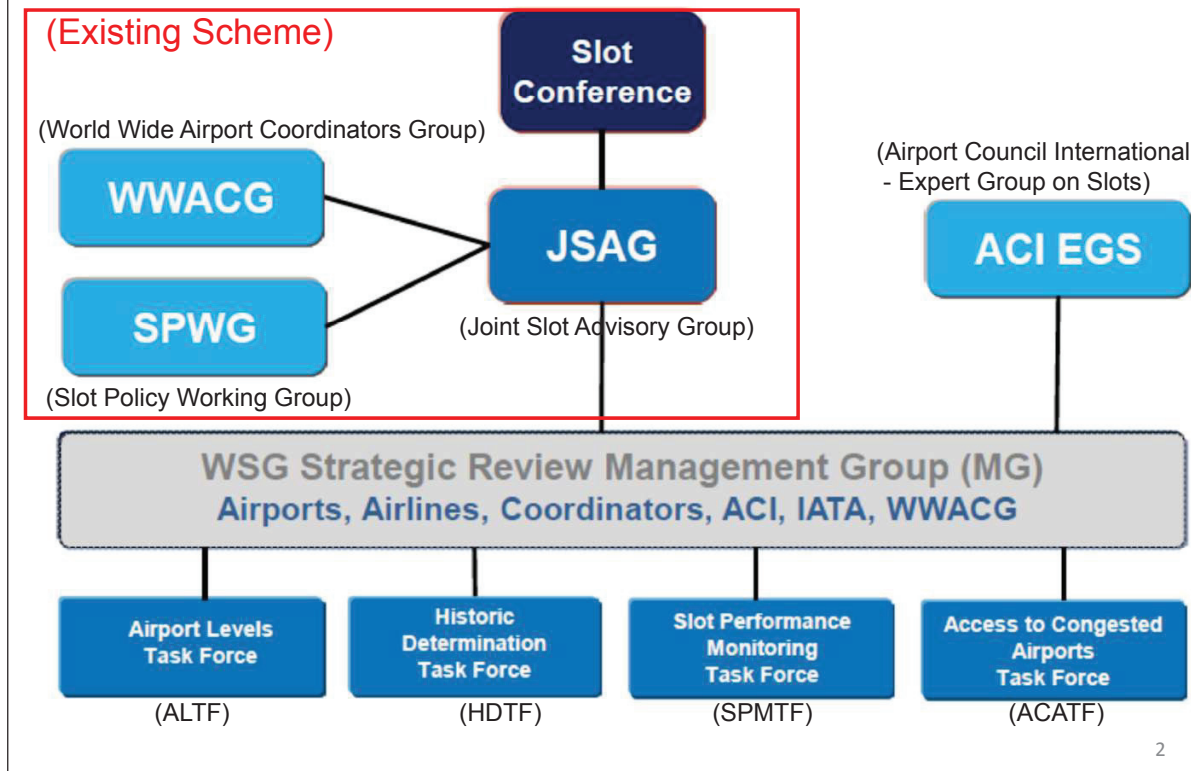 (Existing Scheme)
Slot
Conference
(World Wide Airport Coordinators Group)
WWACG
JSAG
SPWG
(Joint Slot Advisory Group)
(Slot Policy Working Group)
(Airport Council International
- Expert Group on Slots)
ACI EGS
WSG Strategic Review Management Group (MG)
Airports, Airlines, Coordinators, ACI, IATA, WWACG
Airport Levels
Task Force
(ALTF)
Historic
Determination
Task Force
(HDTF)
Slot Performance
Monitoring
Task Force
(SPMTF)
Access to Congested
Airports
Task Force
(ACATF)
2